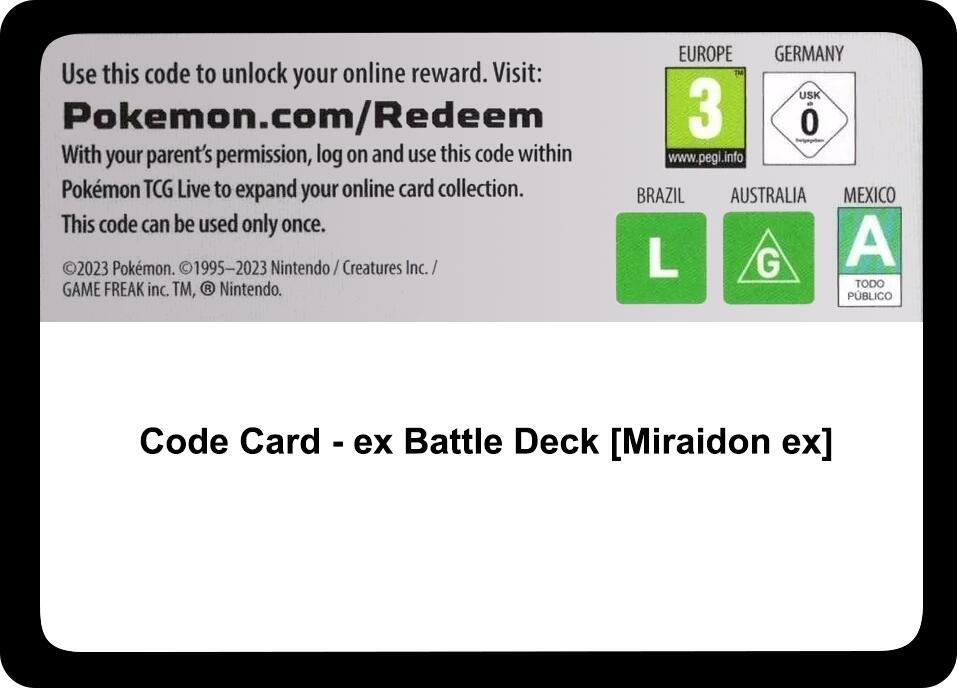 Use this code to unlock your online reward. Visit:
Pokemon.com/Redeem
With your parent's permission, log on and use this code within
Pokémon TCG Live to expand your online card collection.
This code can be used only once.
©2023 Pokémon. ©1995–2023 Nintendo / Creatures Inc. /
GAME FREAK inc. TM, ® Nintendo.
EUROPE
3
TM
www.pegi.info
GERMANY
USK
ab
0
freigegeben
BRAZIL
L
AUSTRALIA
G
MEXICO
A
TODO
PÚBLICO
Code Card - ex Battle Deck [Miraidon ex]